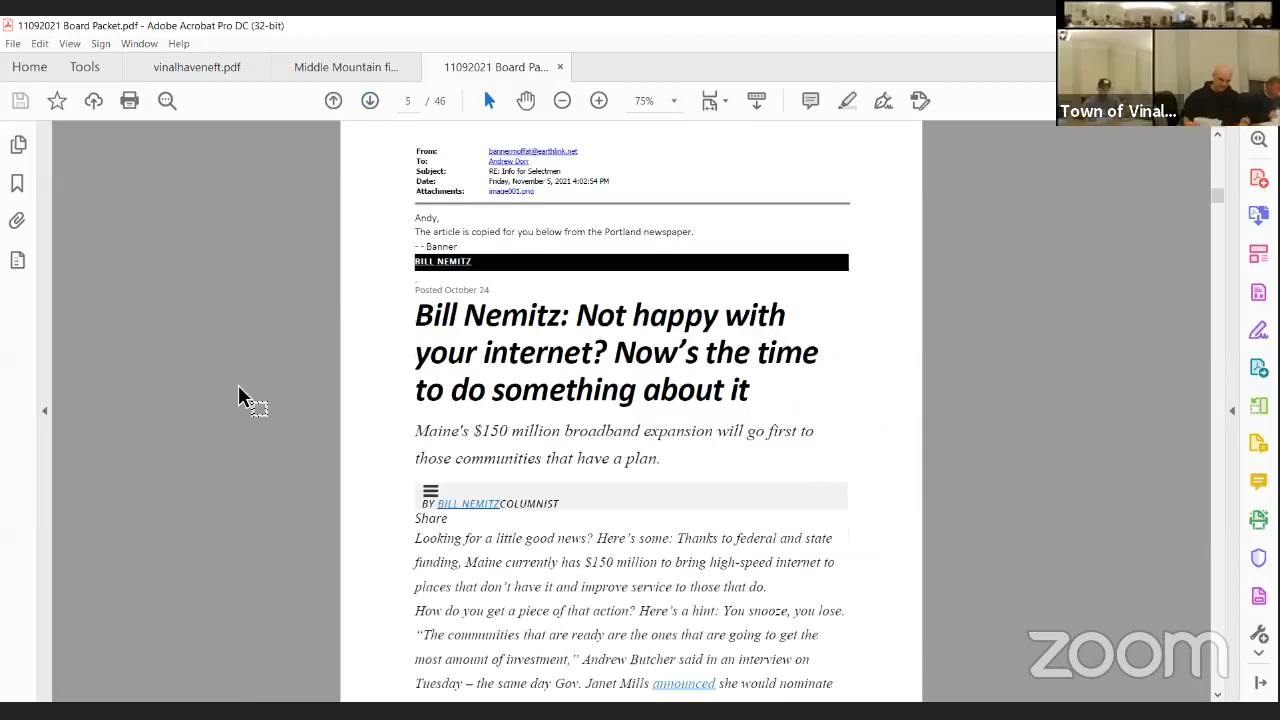 11092021 Board Packet.pdf - Adobe Acrobat Pro DC (32-bit)
File Edit View Sign Window Help
Home Tools vinalhaveneft.pdf Middle Mountain fi... 11092021 Board Pa... ×
5 / 46 75%
Town of Vinal...
From: bannermoffat@earthlink.net
To: Andrew Dorr
Subject: RE: Info for Selectmen
Date: Friday, November 5, 2021 4:02:54 PM
Attachments: image001.png
Andy,
The article is copied for you below from the Portland newspaper.
- - Banner
BILL NEMITZ
Posted October 24
Bill Nemitz: Not happy with
your internet? Now’s the time
to do something about it
Maine's $150 million broadband expansion will go first to
those communities that have a plan.
BY BILL NEMITZCOLUMNIST
Share
Looking for a little good news? Here’s some: Thanks to federal and state
funding, Maine currently has $150 million to bring high-speed internet to
places that don’t have it and improve service to those that do.
How do you get a piece of that action? Here’s a hint: You snooze, you lose.
“The communities that are ready are the ones that are going to get the
most amount of investment,” Andrew Butcher said in an interview on
Tuesday – the same day Gov. Janet Mills announced she would nominate
zoom